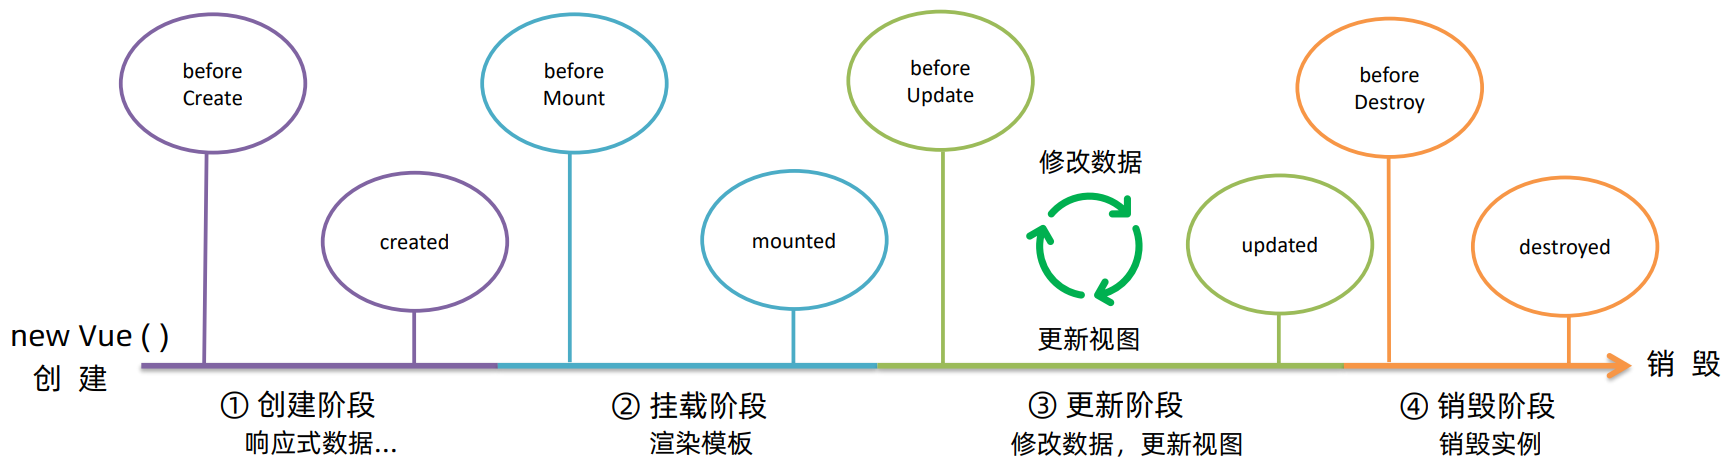 before
Create
before
Mount
before
Update
before
Destroy
修改数据
created
mounted
updated
destroyed
new Vue ( )
更新视图
创 建
销 毁
① 创建阶段
② 挂载阶段
③ 更新阶段
④ 销毁阶段
响应式数据...
渲染模板
修改数据，更新视图
销毁实例